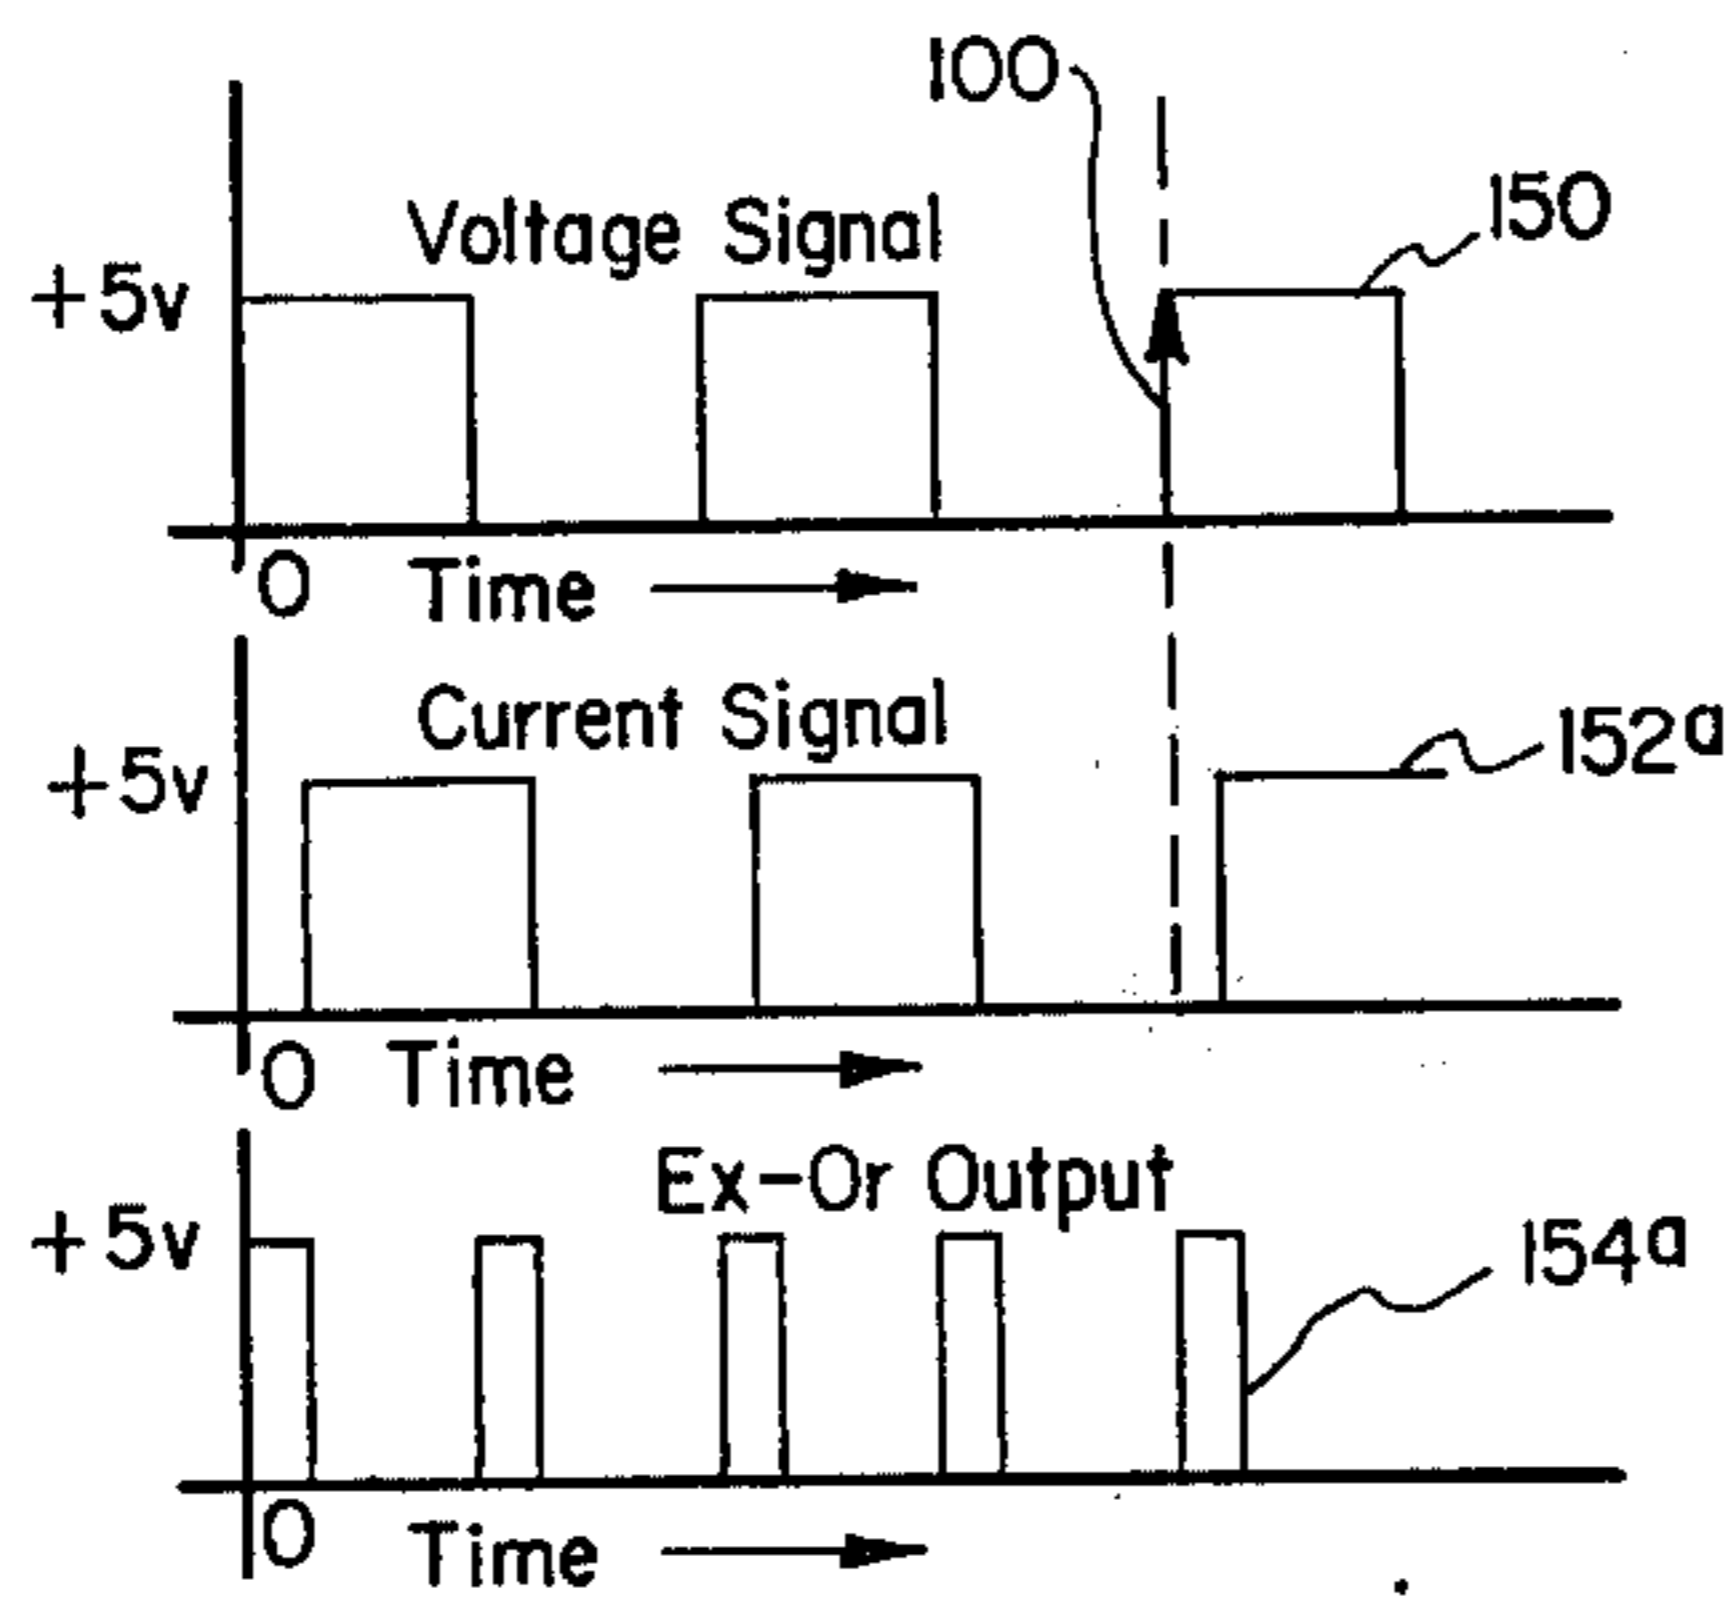 100
150
Voltage Signal
+5v
0 Time
152a
Current Signal
+5v
0 Time
Ex-Or Output
+5v
154a
0 Time